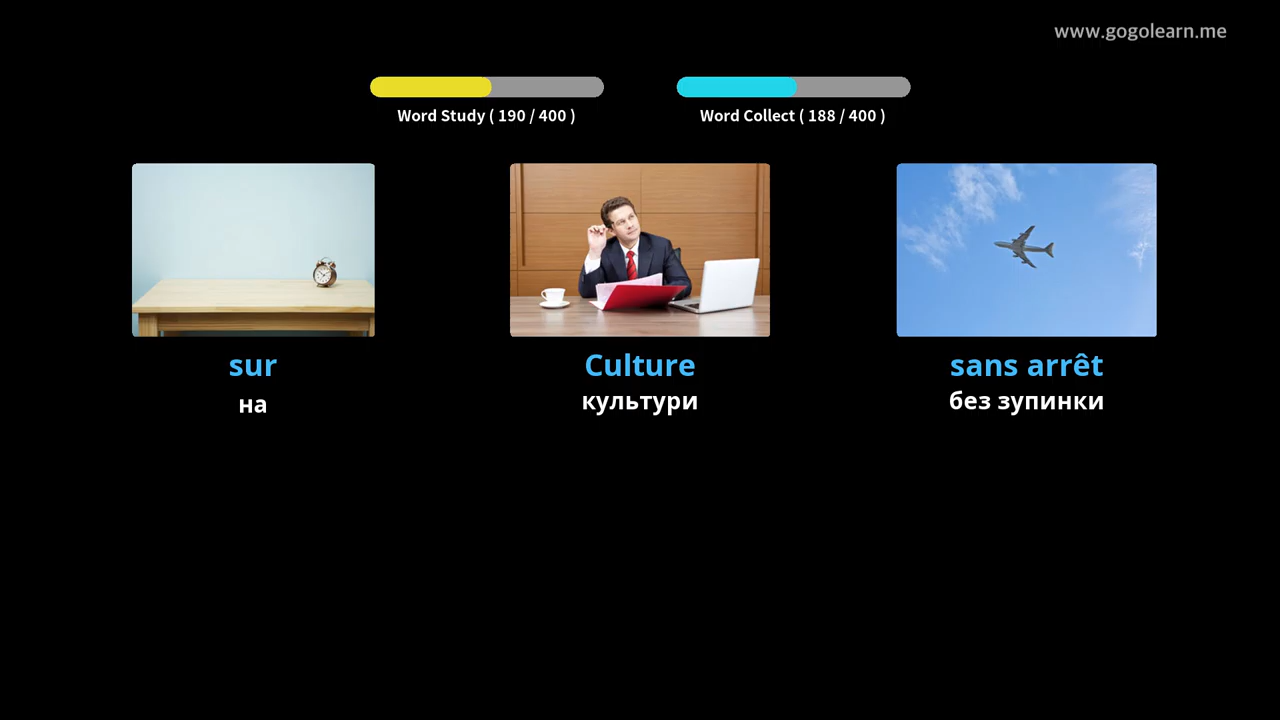 www.gogolearn.me
Word Study ( 190 / 400 )
Word Collect ( 188 / 400 )
sur
на
Culture
культури
sans arrêt
без зупинки